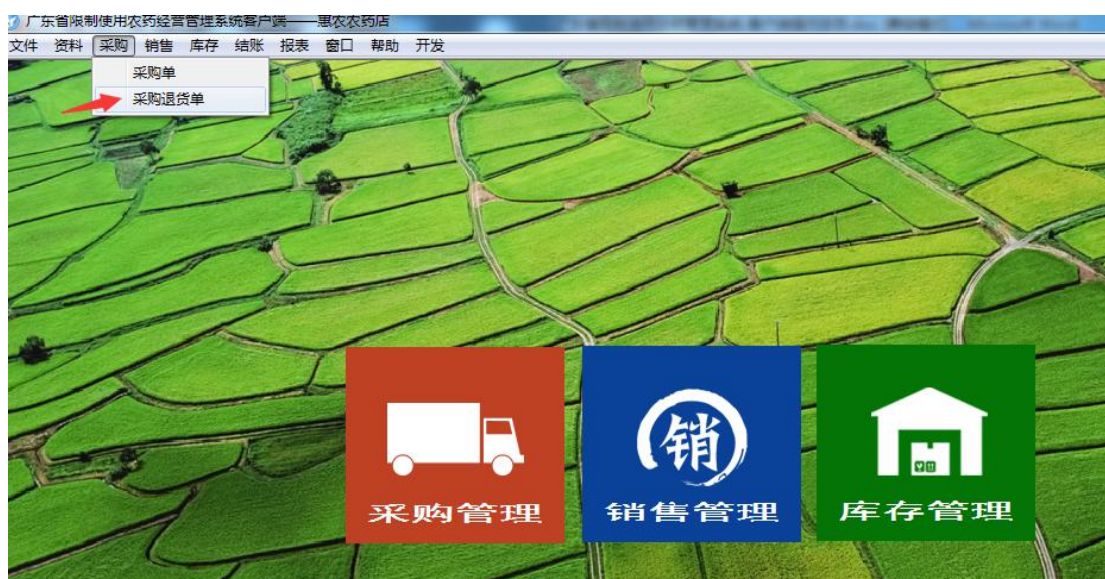 广东省限制使用农药经营管理系统客户端——惠农农药店
文件 资料 采购 销售 库存 结账 报表 窗口 帮助 开发
采购单
采购退货单
销
采购管理 销售管理 库存管理